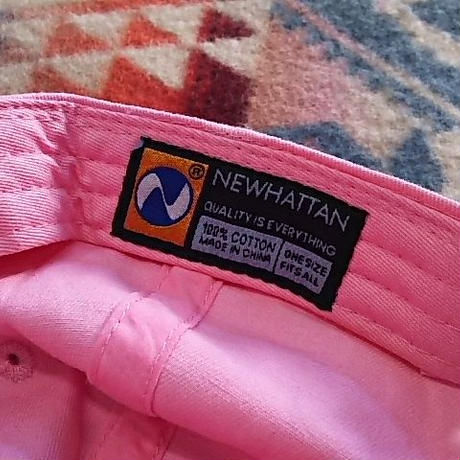 ® NEWHATTAN
QUALITY IS EVERYTHING
100% COTTON
MADE IN CHINA
ONE SIZE
FITS ALL